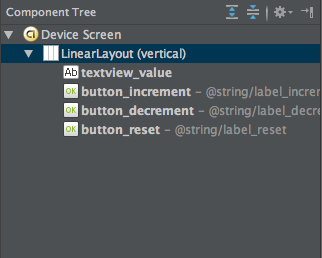 Component Tree
Device Screen
LinearLayout (vertical)
Ab textview_value
OK button_increment – @string/label_increr
OK button_decrement – @string/label_decre
OK button_reset – @string/label_reset